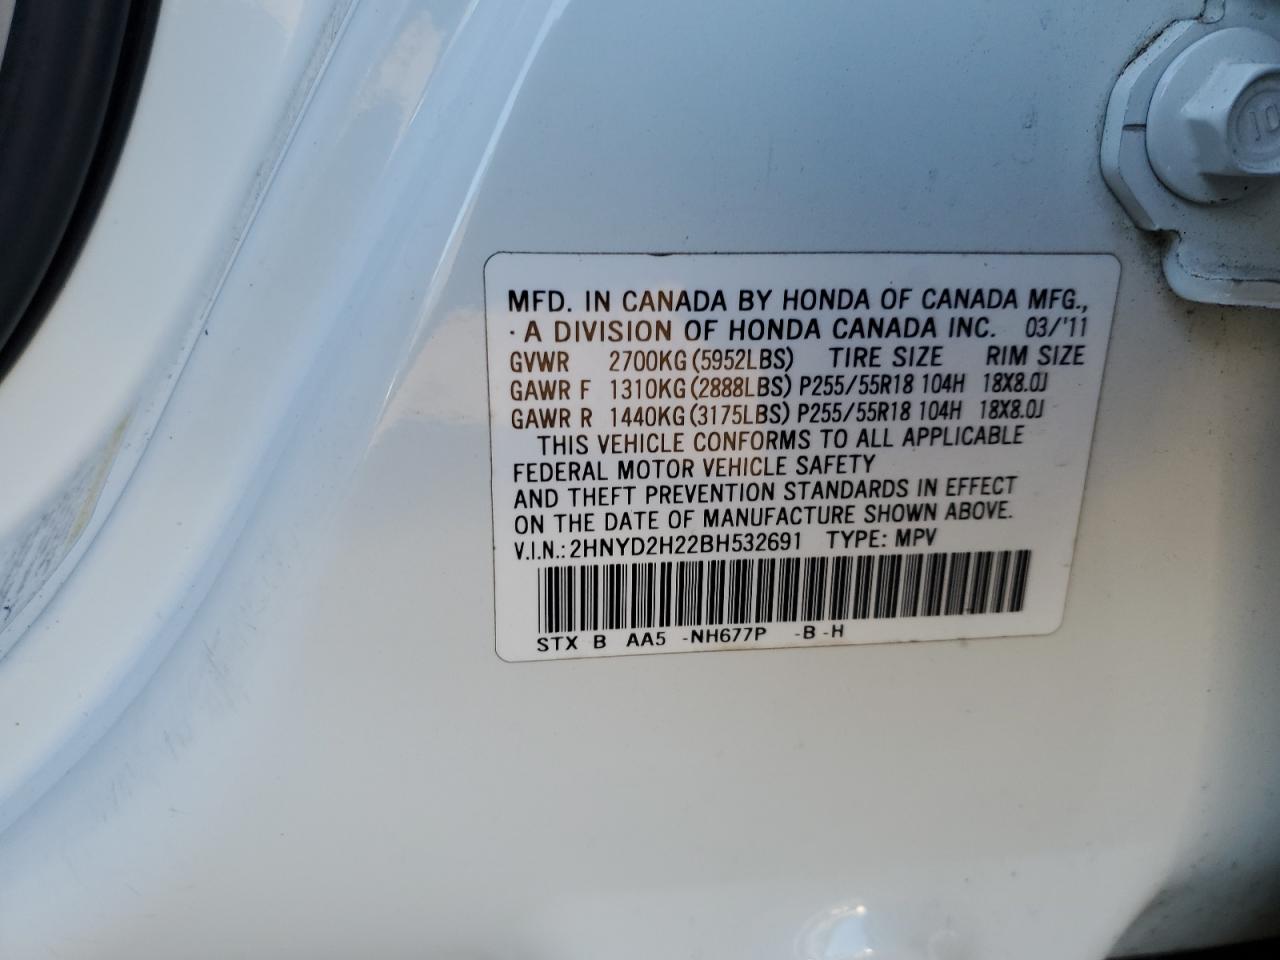 MFD. IN CANADA BY HONDA OF CANADA MFG.,
· A DIVISION OF HONDA CANADA INC. 03/'11
GVWR 2700KG (5952LBS) TIRE SIZE RIM SIZE
GAWR F 1310KG (2888LBS) P255/55R18 104H 18X8.0J
GAWR R 1440KG (3175LBS) P255/55R18 104H 18X8.0J
THIS VEHICLE CONFORMS TO ALL APPLICABLE
FEDERAL MOTOR VEHICLE SAFETY
AND THEFT PREVENTION STANDARDS IN EFFECT
ON THE DATE OF MANUFACTURE SHOWN ABOVE.
V.I.N.: 2HNYD2H22BH532691 TYPE: MPV
STX B AA5 -NH677P -B -H
10